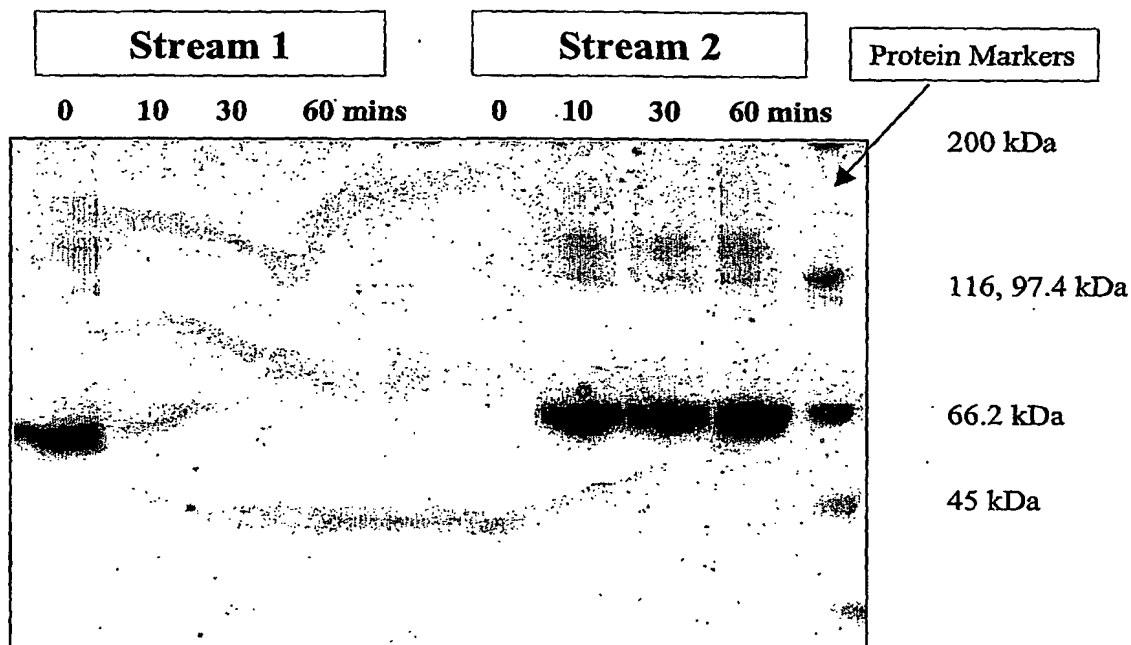 Stream 1
Stream 2
Protein Markers
0 10 30 60 mins 0 10 30 60 mins
200 kDa
116, 97.4 kDa
66.2 kDa
45 kDa